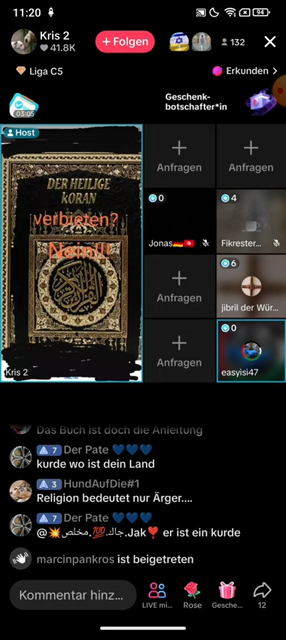 11:20
94
Kris 2
41.8K
+ Folgen
132
Liga C5
Erkunden >
03:05
Geschenk-
botschafter*in
Host
DER HEILIGE
KORAN
verbieten?
Nein!!!
Kris 2
Anfragen
Anfragen
0
Jonas
4
Fikrester...
Anfragen
6
jibril der Wür...
Anfragen
0
easyisi47
Das Buch ist doch die Anleitung
7 Der Pate 💙💙💙
kurde wo ist dein Land
3 HundAufDie#1
Religion bedeutet nur Ärger....
7 Der Pate 💙💙💙
er ist ein kurde
marcinpankros ist beigetreten
Kommentar hinz...
LIVE mi...
Rose
Gesche...
12